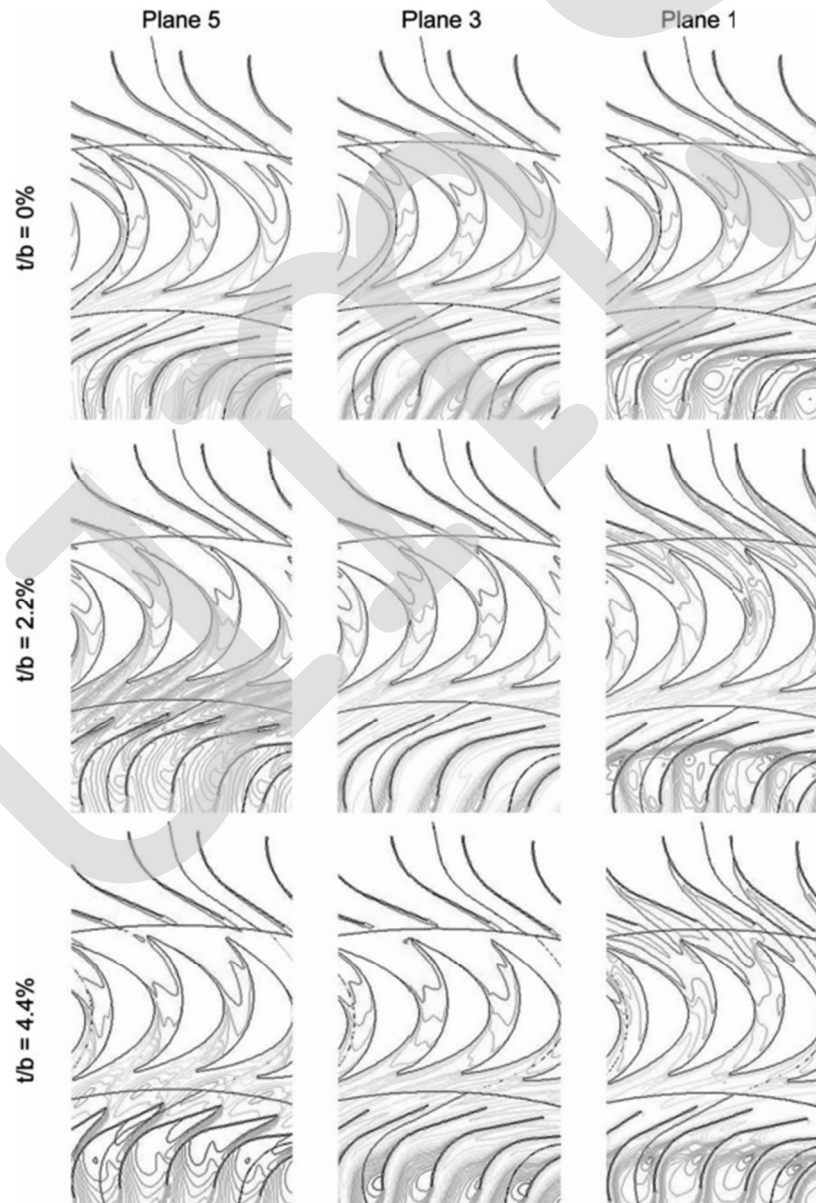 Plane 5 Plane 3 Plane 1
t/b = 0%
t/b = 2.2%
t/b = 4.4%